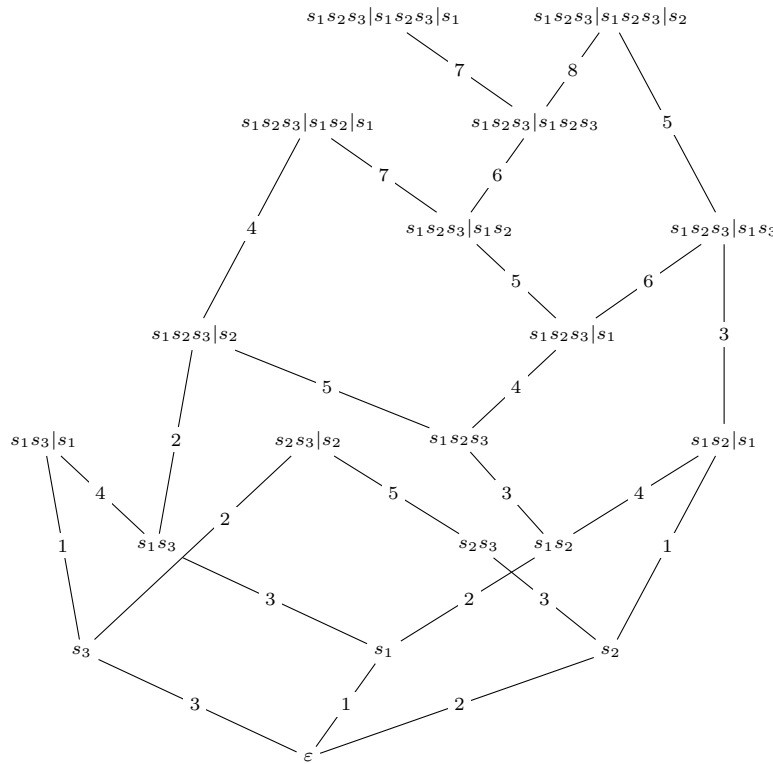 s₁s₂s₃|s₁s₂s₃|s₁ s₁s₂s₃|s₁s₂s₃|s₂
7 8
s₁s₂s₃|s₁s₂|s₁ s₁s₂s₃|s₁s₂s₃ 5
7 6
4 s₁s₂s₃|s₁s₂ s₁s₂s₃|s₁s₃
5 6
s₁s₂s₃|s₂ s₁s₂s₃|s₁ 3
5 4
s₁s₃|s₁ 2 s₂s₃|s₂ s₁s₂s₃ s₁s₂|s₁
4 5 3 4
2
1 s₁s₃ s₂s₃ s₁s₂ 1
3 2 3
s₃ s₁ s₂
3 1 2
ε